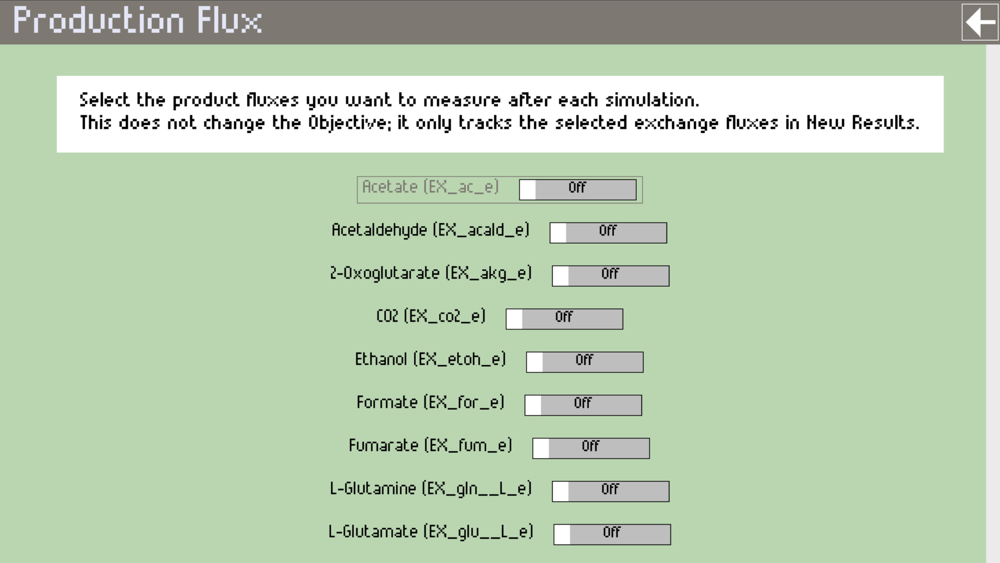 Production Flux
Select the product fluxes you want to measure after each simulation.
This does not change the Objective; it only tracks the selected exchange fluxes in New Results.
Acetate (EX_ac_e) Off
Acetaldehyde (EX_acald_e) Off
2-Oxoglutarate (EX_akg_e) Off
CO2 (EX_co2_e) Off
Ethanol (EX_etoh_e) Off
Formate (EX_for_e) Off
Fumarate (EX_fum_e) Off
L-Glutamine (EX_gln__L_e) Off
L-Glutamate (EX_glu__L_e) Off